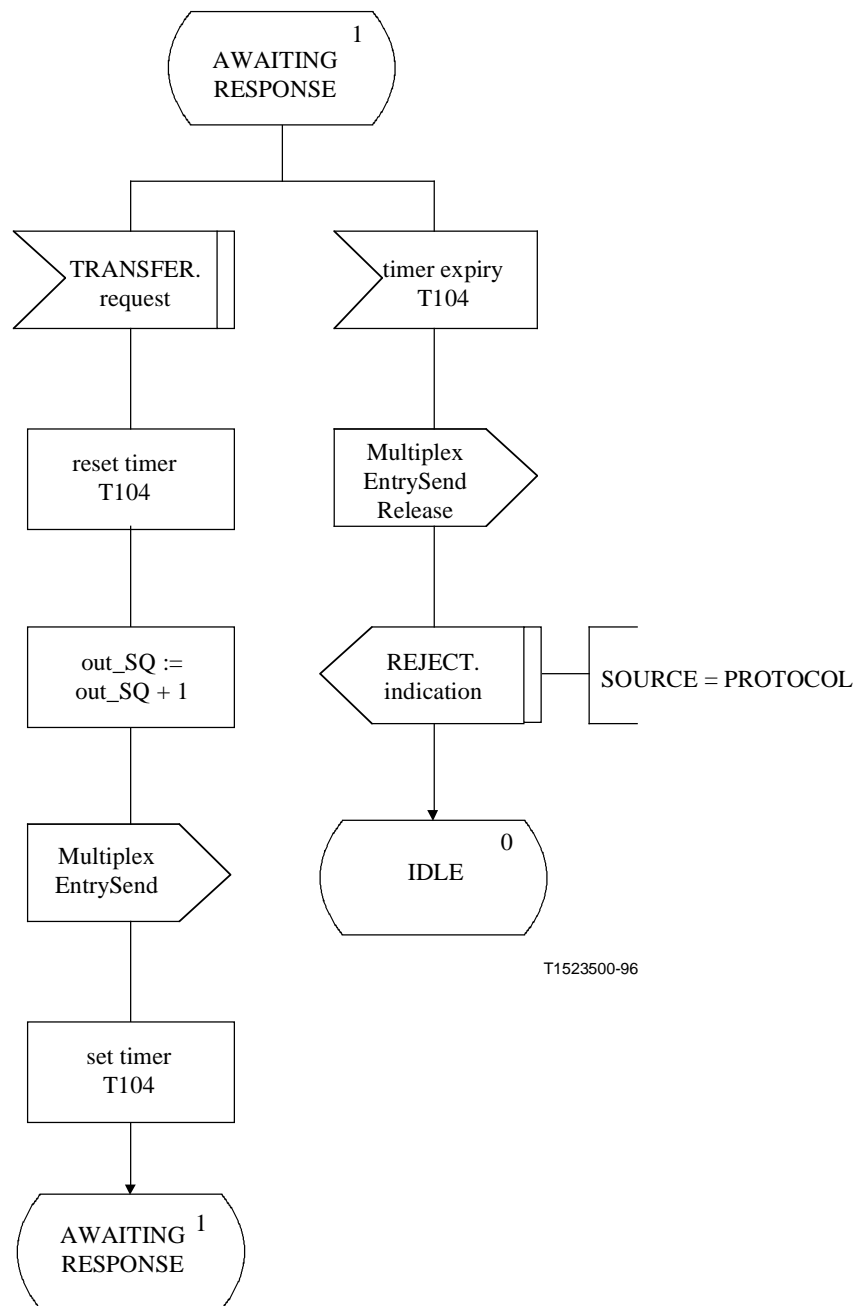 1
AWAITING
RESPONSE
TRANSFER.
request
timer expiry
T104
reset timer
T104
Multiplex
EntrySend
Release
out_SQ :=
out_SQ + 1
REJECT.
indication
SOURCE = PROTOCOL
Multiplex
EntrySend
0
IDLE
T1523500-96
set timer
T104
1
AWAITING
RESPONSE